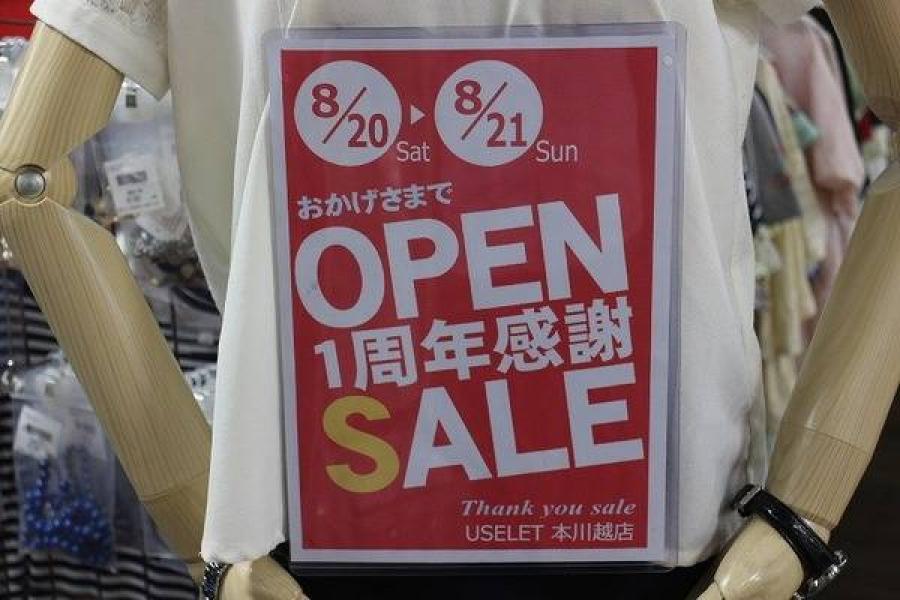 8/20 Sat ▶ 8/21 Sun
おかげさまで
OPEN
1周年感謝
SALE
Thank you sale
USELET 本川越店